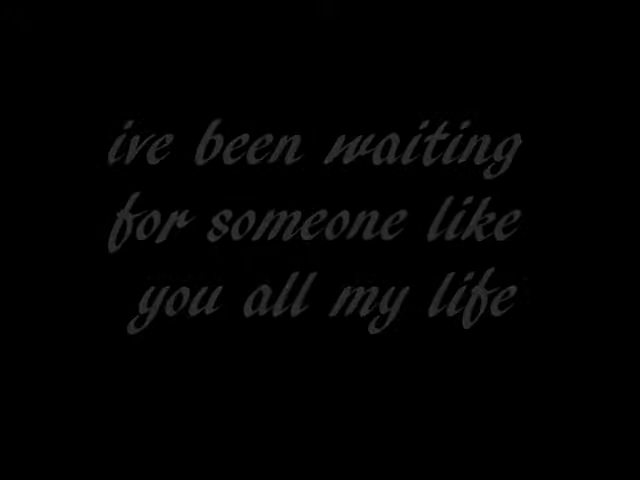 ive been waiting
for someone like
you all my life